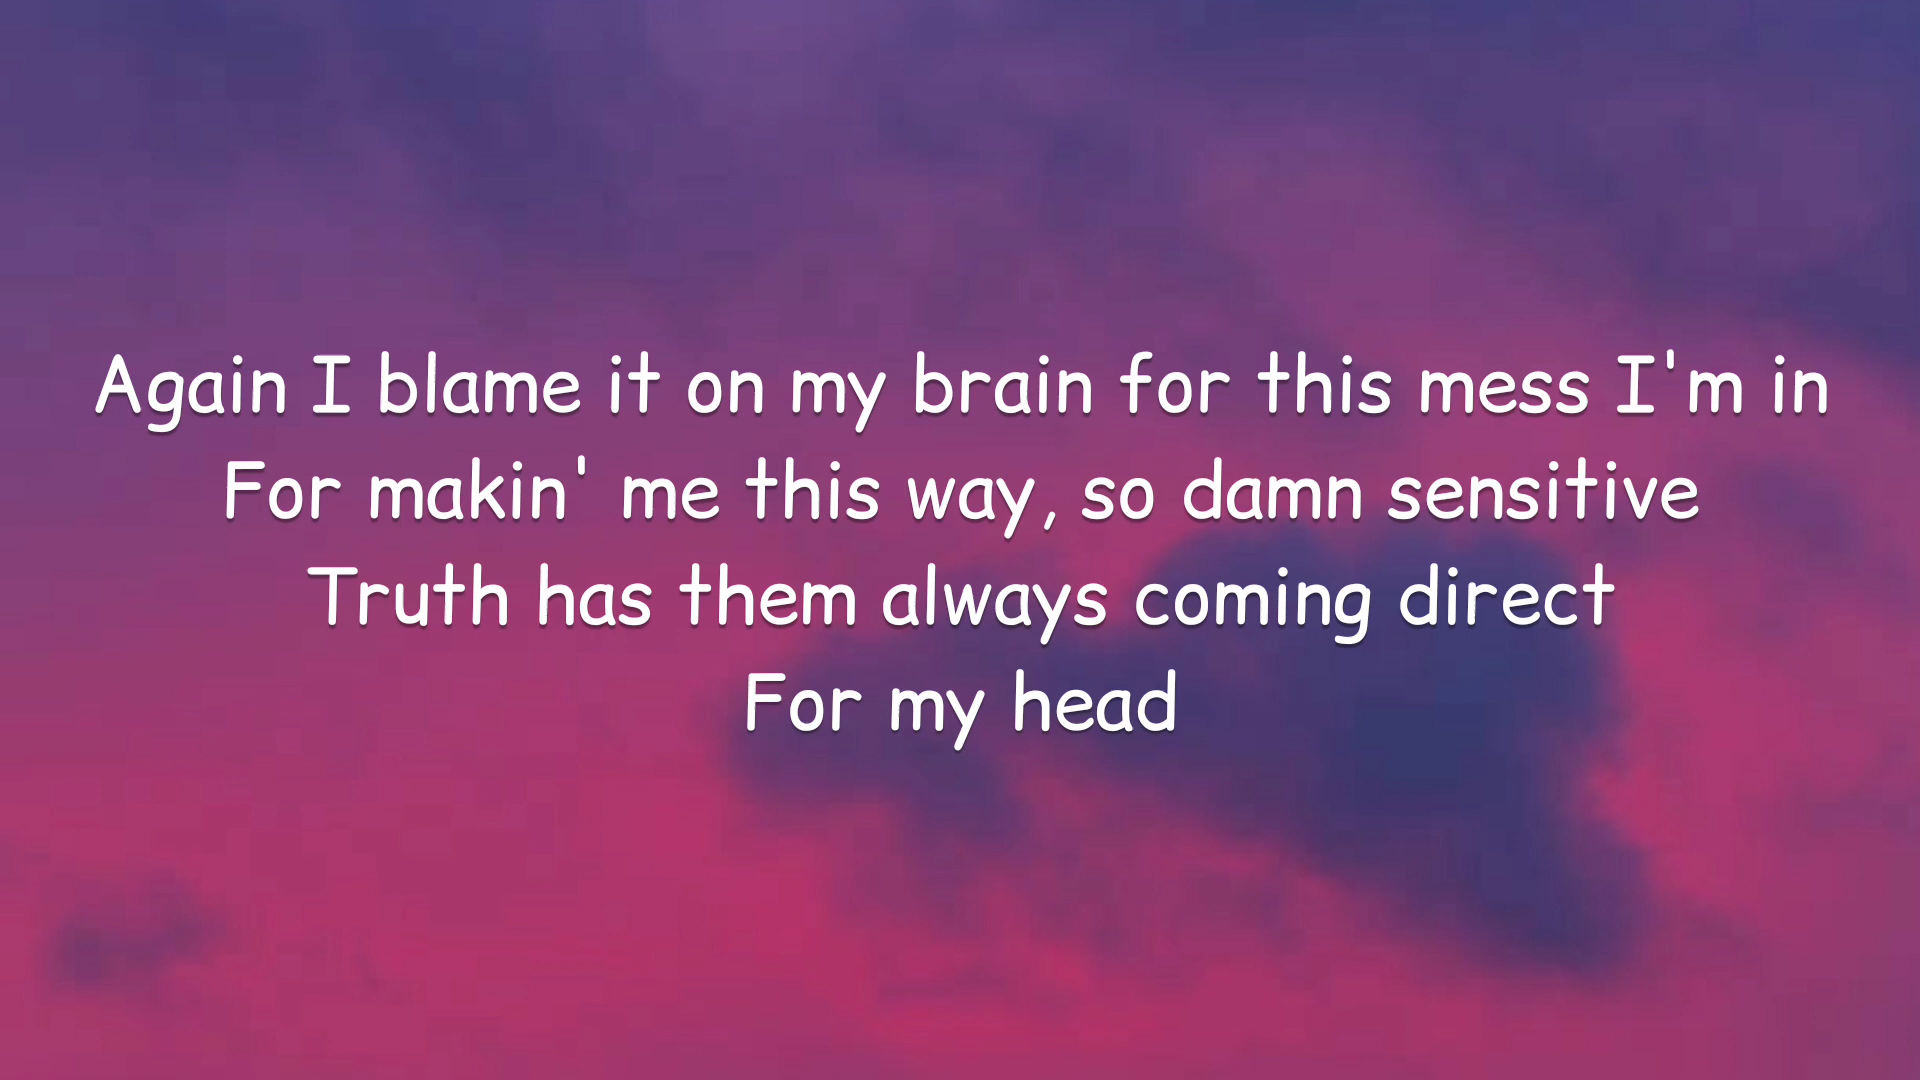 Again I blame it on my brain for this mess I'm in
For makin' me this way, so damn sensitive
Truth has them always coming direct
For my head